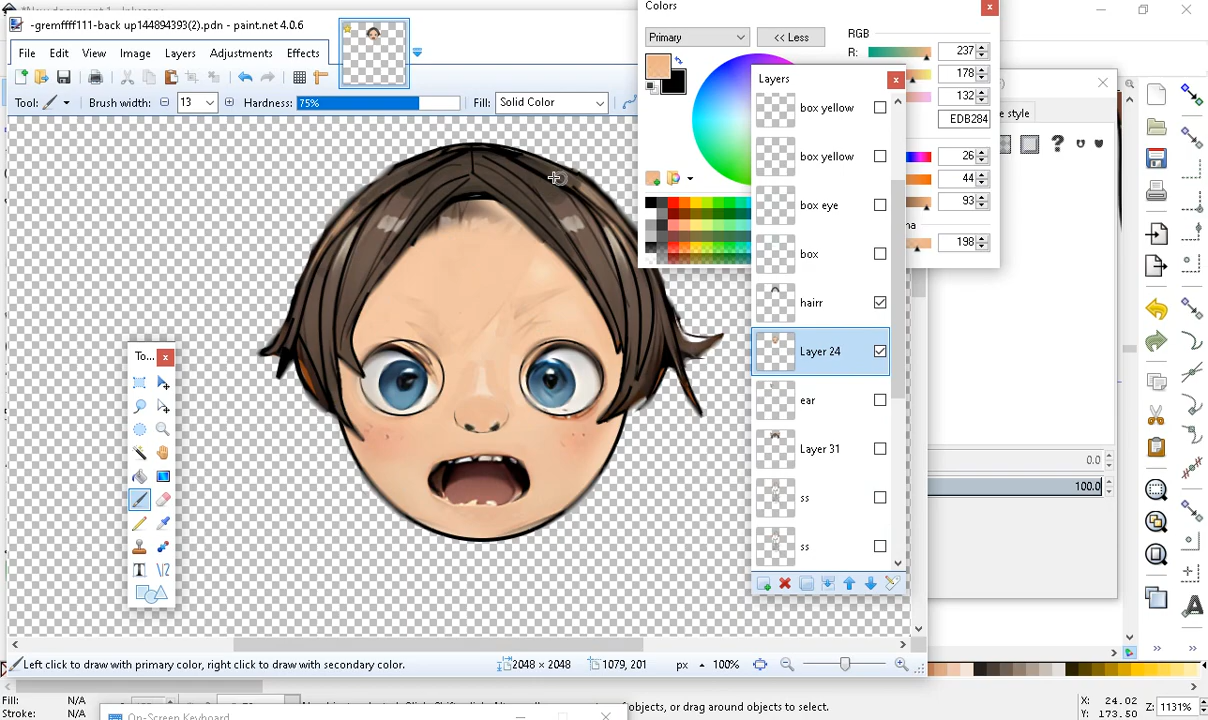 -gremffff111-back up144894393(2).pdn - paint.net 4.0.6
File Edit View Image Layers Adjustments Effects
Tool: Brush width: 13 Hardness: 75% Fill: Solid Color
Colors
Primary << Less RGB
R: 237
178
132
EDB284
26
44
93
198
Layers
box yellow
box yellow
box eye
box
hairr
Layer 24
ear
Layer 31
ss
ss
To...
e style
0.0
100.0
Left click to draw with primary color, right click to draw with secondary color. 2048 × 2048 1079, 201 px 100%
Fill: N/A
Stroke: N/A
of objects, or drag around objects to select.
X: 24.02
Y: 173.50
Z: 1131%
On-Screen Keyboard